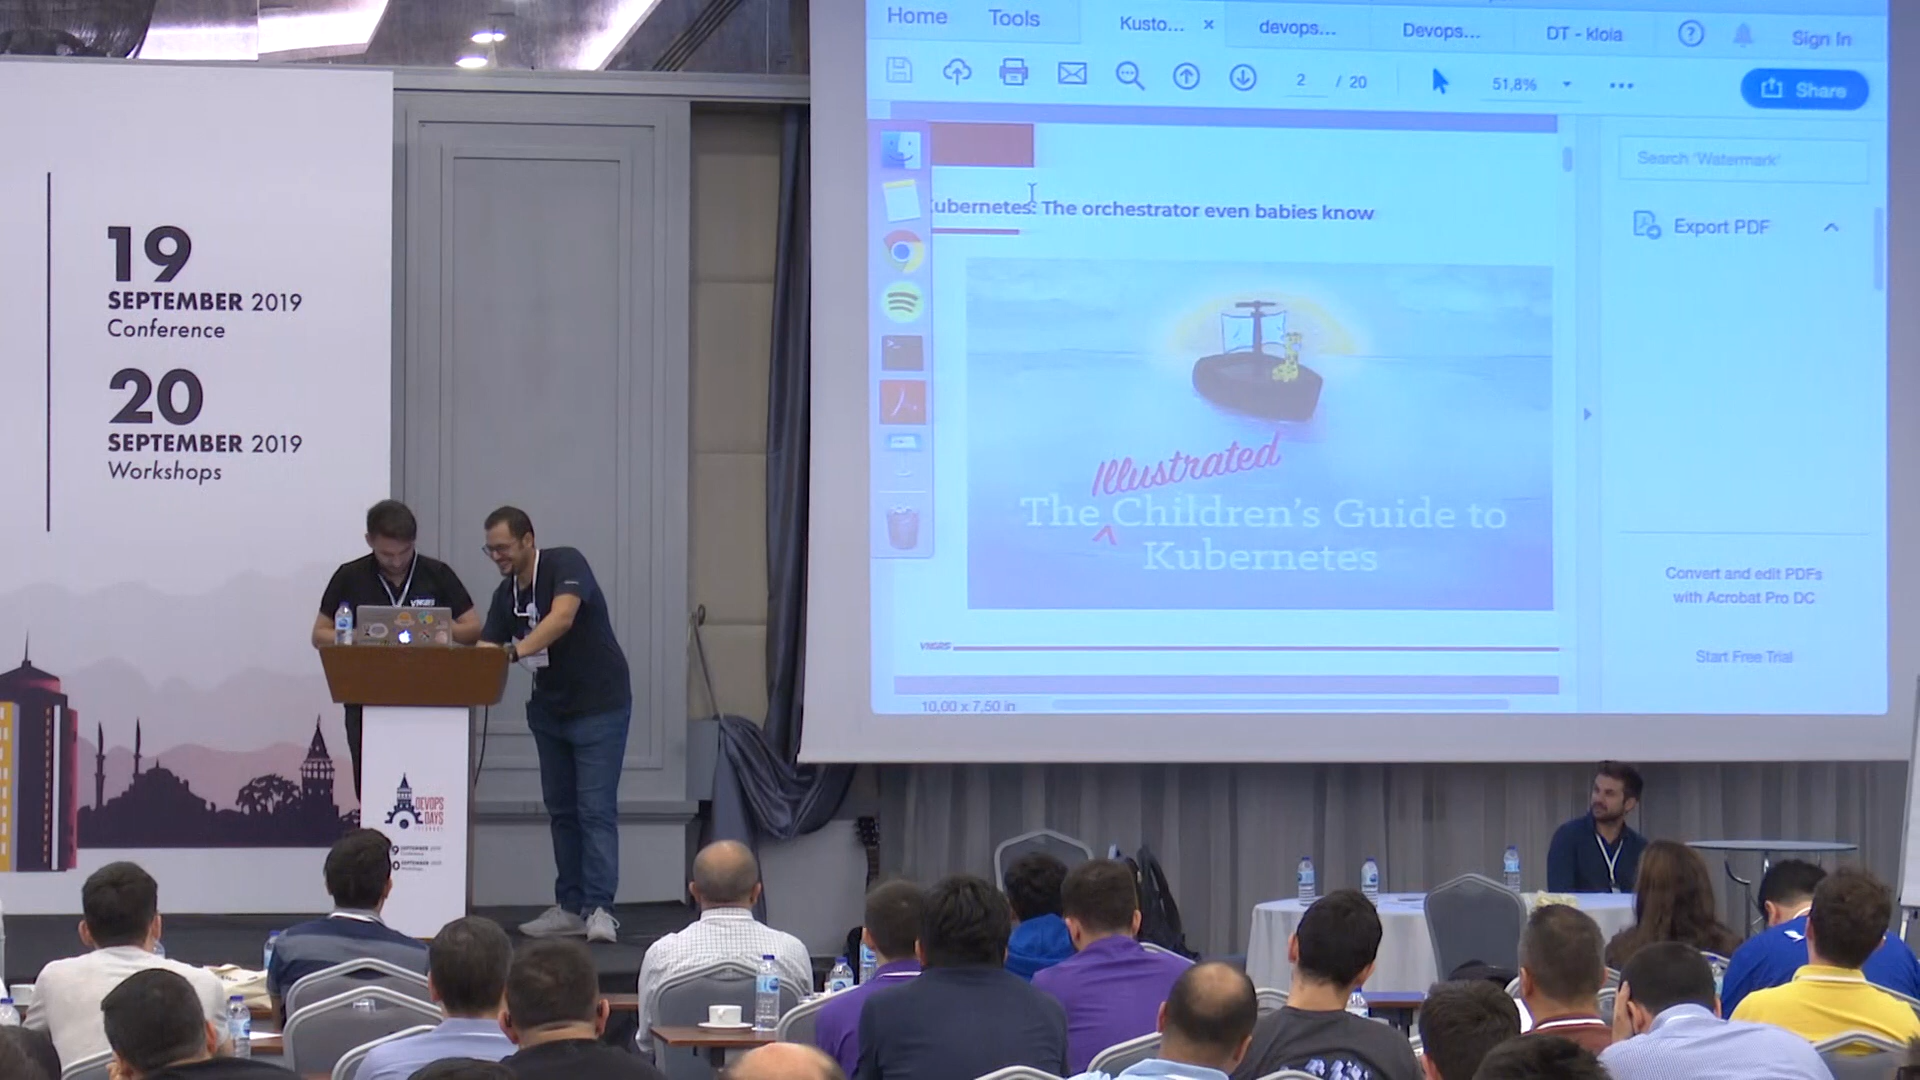 19
SEPTEMBER 2019
Conference
20
SEPTEMBER 2019
Workshops
VNGRS
DEVOPS
DAYS
Home
Tools
Kusto...
×
devops...
Devops...
DT - kloia
?
Sign In
2 / 20
51,8%
...
Share
Search 'Watermark'
Export PDF
ubernetes: The orchestrator even babies know
Illustrated
The Children's Guide to
Kubernetes
VNGRS
10,00 x 7,50 in
Convert and edit PDFs
with Acrobat Pro DC
Start Free Trial